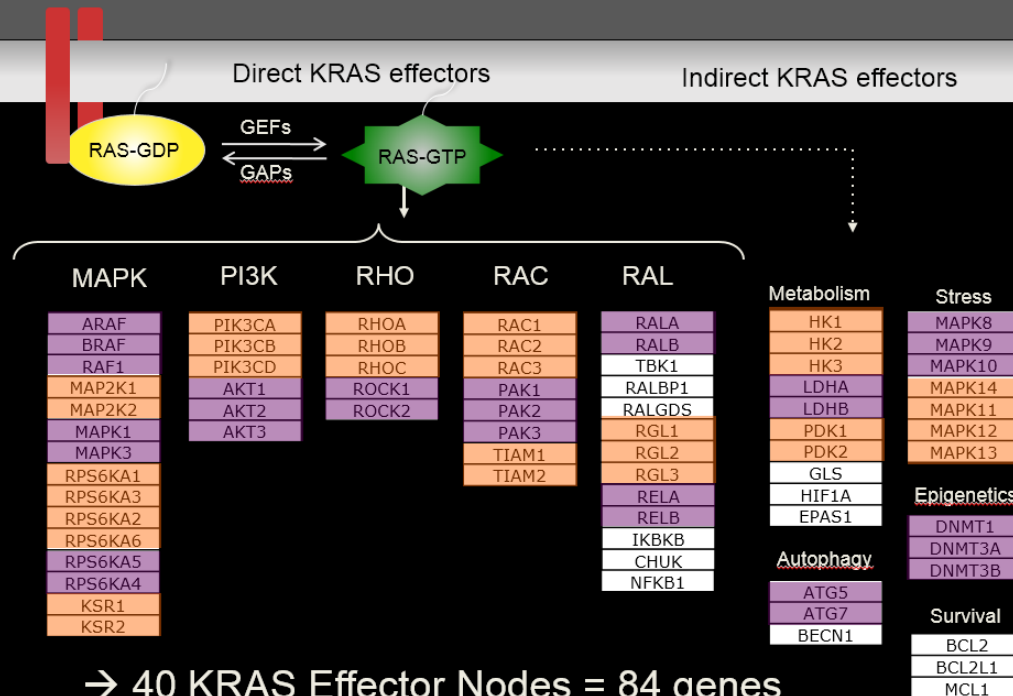 Direct KRAS effectors
Indirect KRAS effectors
RAS-GDP
GEFs
GAPs
RAS-GTP
MAPK
ARAF
BRAF
RAF1
MAP2K1
MAP2K2
MAPK1
MAPK3
RPS6KA1
RPS6KA3
RPS6KA2
RPS6KA6
RPS6KA5
RPS6KA4
KSR1
KSR2
PI3K
PIK3CA
PIK3CB
PIK3CD
AKT1
AKT2
AKT3
RHO
RHOA
RHOB
RHOC
ROCK1
ROCK2
RAC
RAC1
RAC2
RAC3
PAK1
PAK2
PAK3
TIAM1
TIAM2
RAL
RALA
RALB
TBK1
RALBP1
RALGDS
RGL1
RGL2
RGL3
RELA
RELB
IKBKB
CHUK
NFKB1
Metabolism
HK1
HK2
HK3
LDHA
LDHB
PDK1
PDK2
GLS
HIF1A
EPAS1
Autophagy
ATG5
ATG7
BECN1
Stress
MAPK8
MAPK9
MAPK10
MAPK14
MAPK11
MAPK12
MAPK13
Epigenetics
DNMT1
DNMT3A
DNMT3B
Survival
BCL2
BCL2L1
MCL1
→ 40 KRAS Effector Nodes = 84 genes